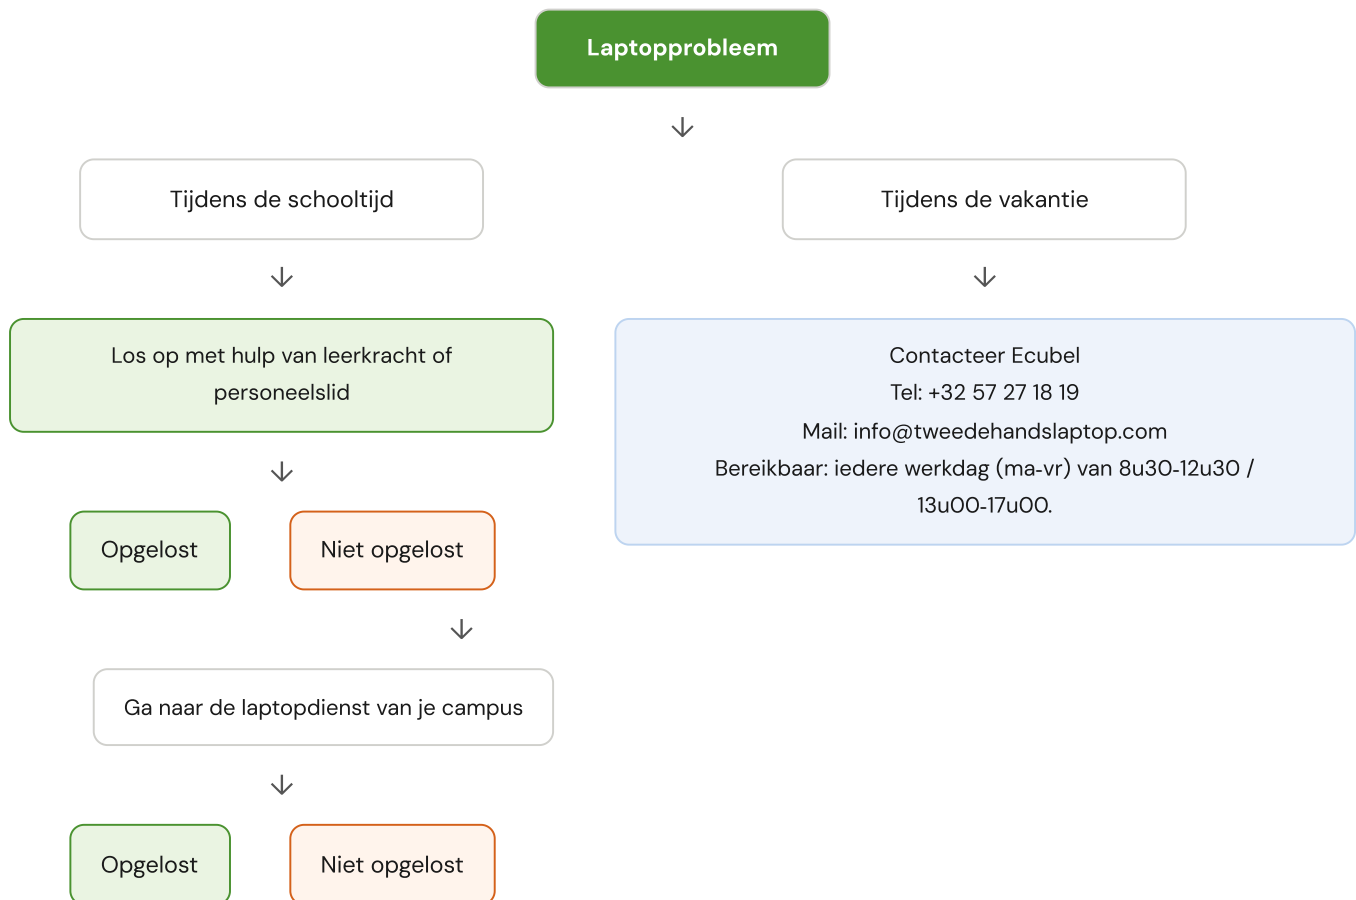 Laptopprobleem
Tijdens de schooltijd
Tijdens de vakantie
Los op met hulp van leerkracht of
personeelslid
Contacteer Ecubel
Tel: +32 57 27 18 19
Mail: info@tweedehandslaptop.com
Bereikbaar: iedere werkdag (ma-vr) van 8u30-12u30 /
13u00-17u00.
Opgelost
Niet opgelost
Ga naar de laptopdienst van je campus
Opgelost
Niet opgelost